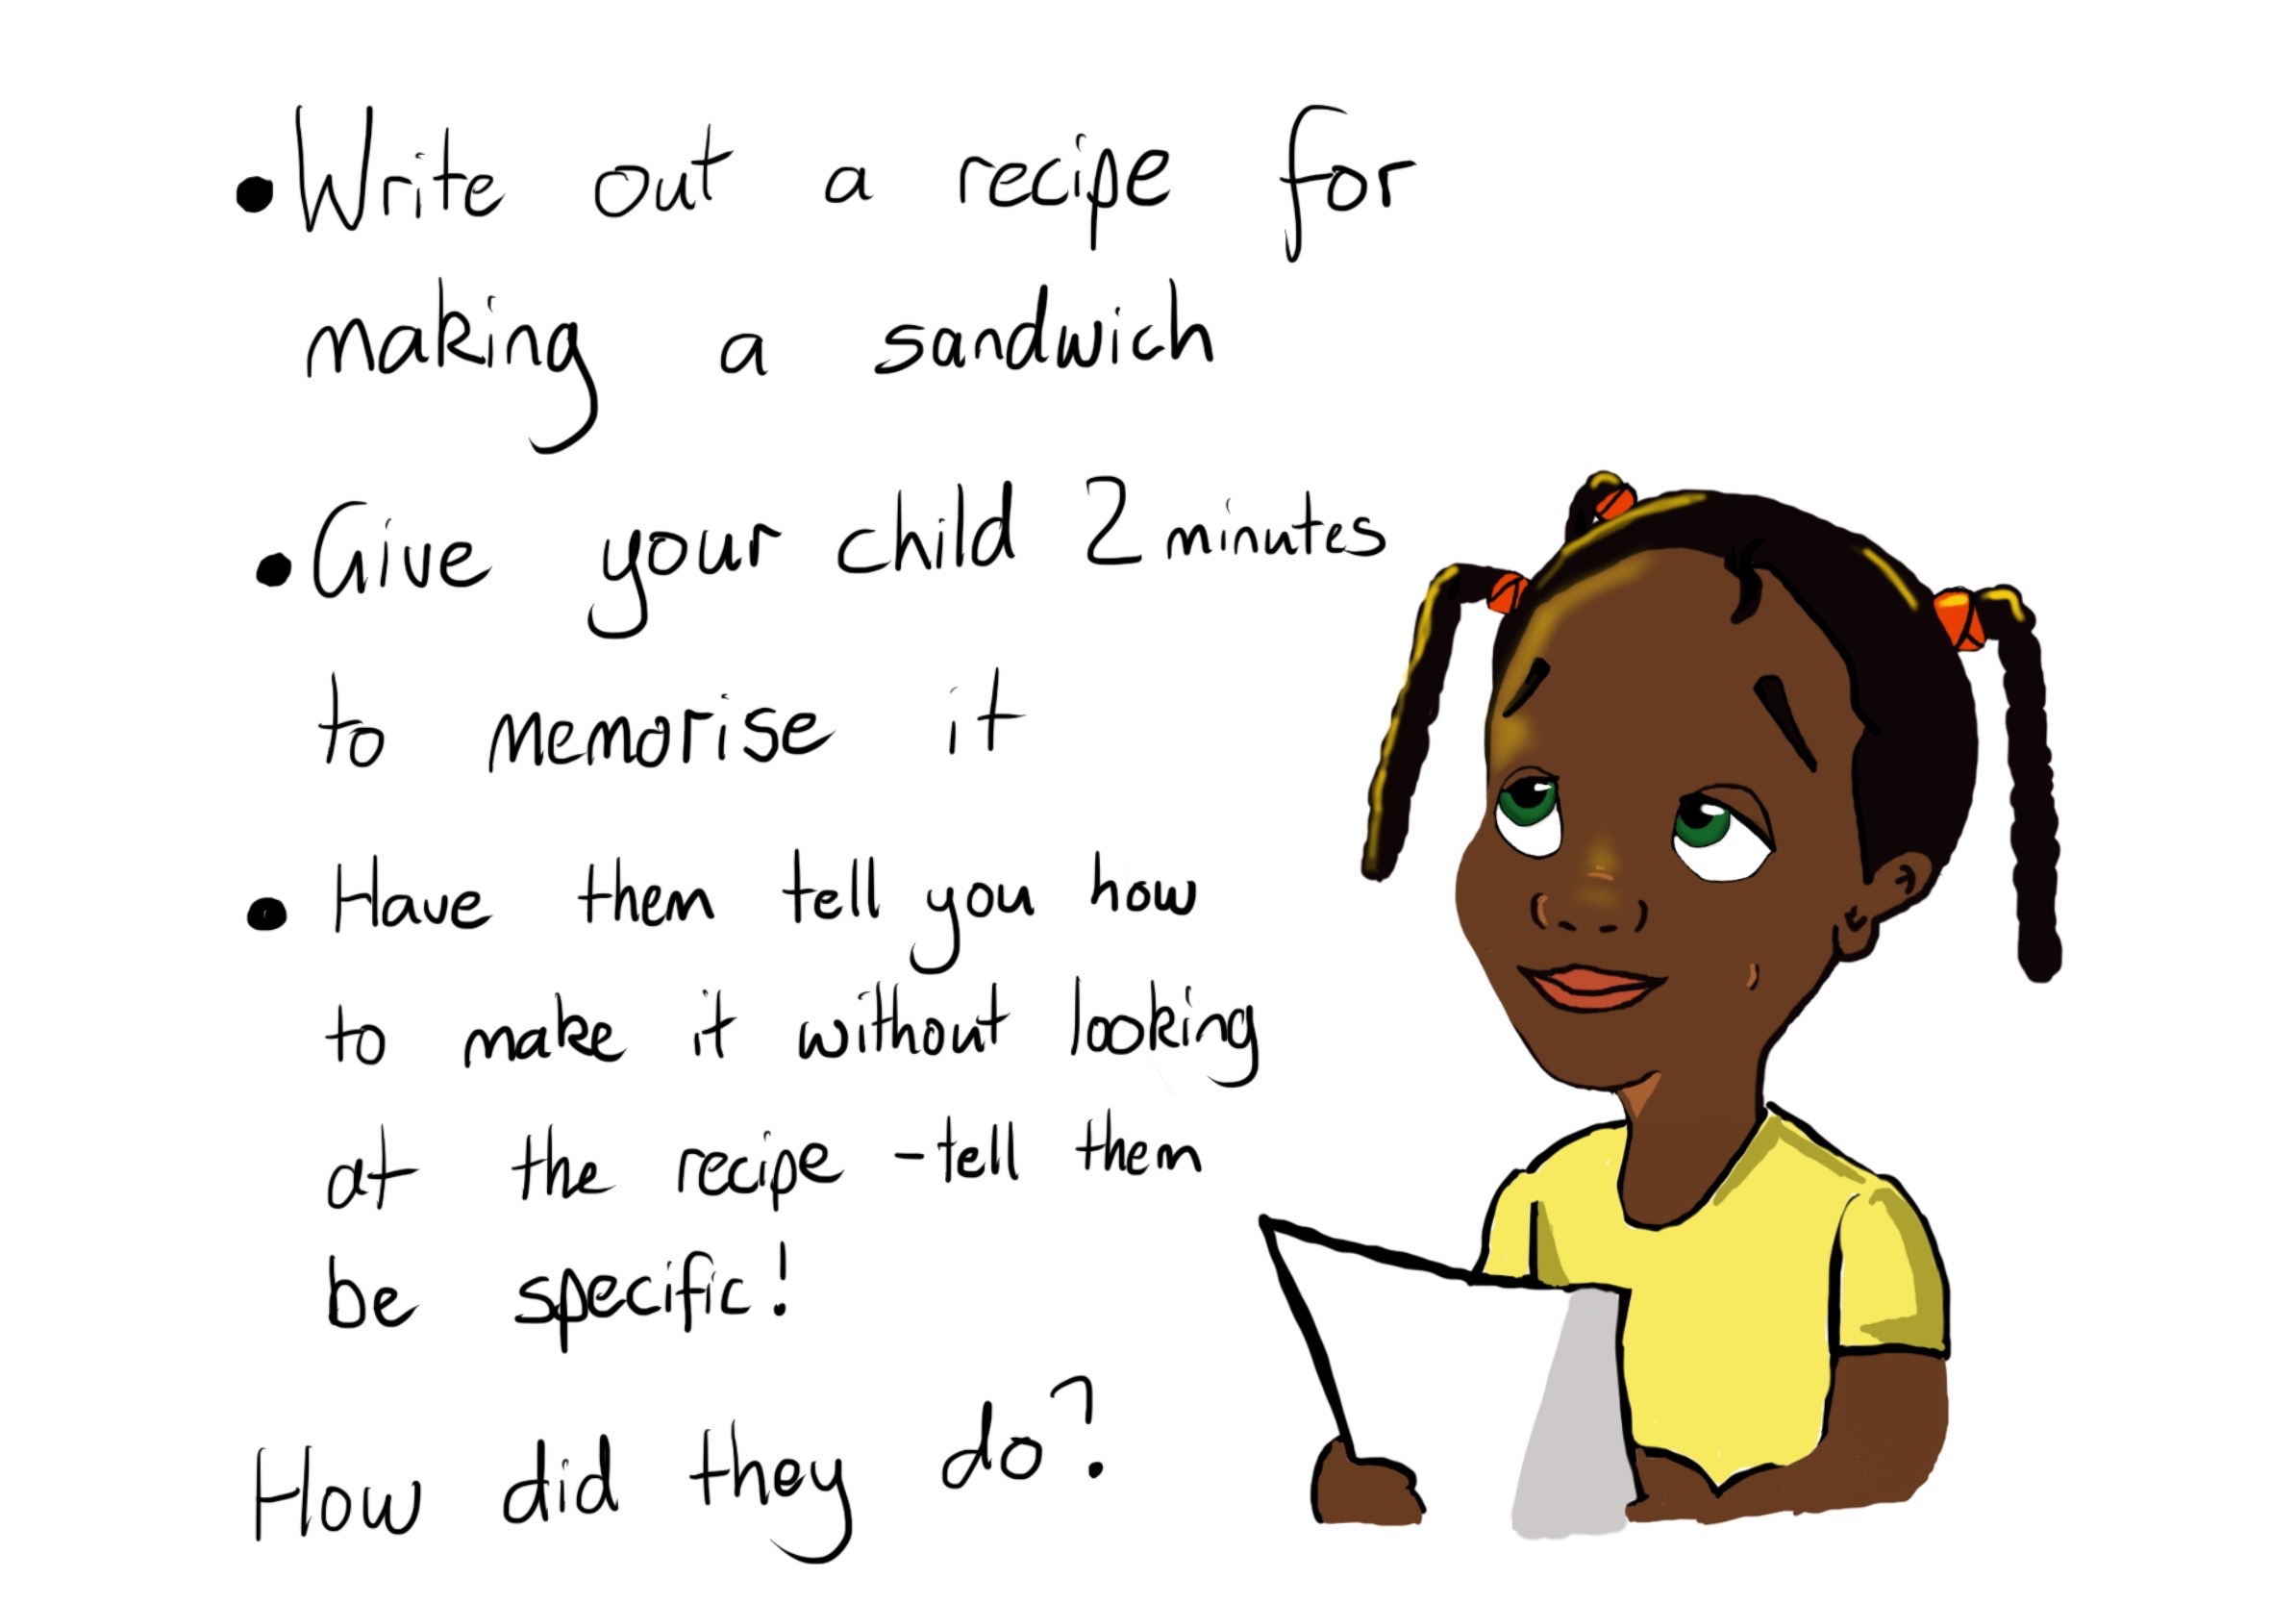 • Write out a recipe for
making a sandwich
• Give your child 2 minutes
to memorise it
• Have them tell you how
to make it without looking
at the recipe - tell them
be specific!
How did they do?